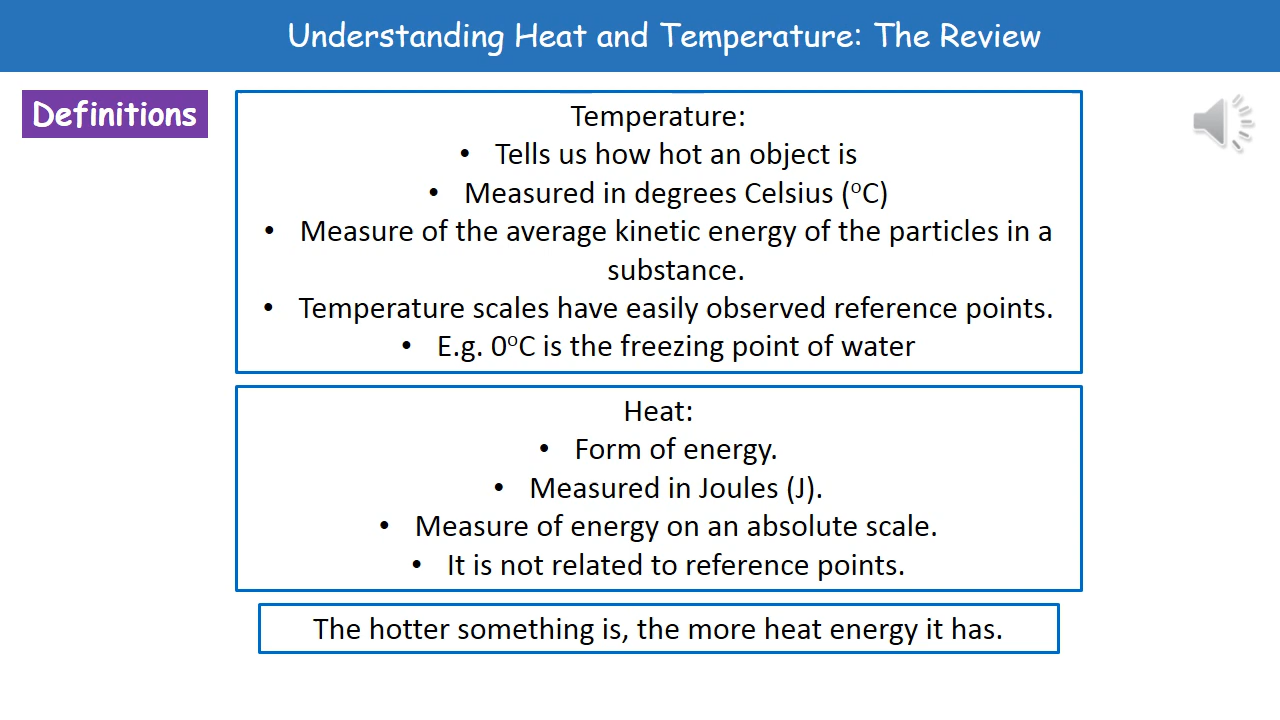 Understanding Heat and Temperature: The Review
Definitions
Temperature:
• Tells us how hot an object is
• Measured in degrees Celsius (ºC)
• Measure of the average kinetic energy of the particles in a
substance.
• Temperature scales have easily observed reference points.
• E.g. 0ºC is the freezing point of water
Heat:
• Form of energy.
• Measured in Joules (J).
• Measure of energy on an absolute scale.
• It is not related to reference points.
The hotter something is, the more heat energy it has.